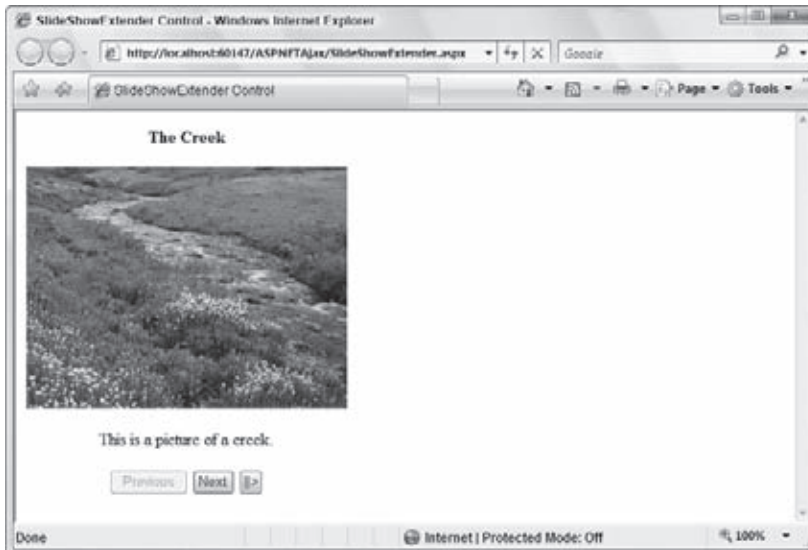 SlideShowExtender Control - Windows Internet Explorer
http://localhost:60147/ASPNETAjax/SlideShowExtender.aspx
Google
SlideShowExtender Control
Page
Tools
The Creek
This is a picture of a creek.
Previous Next ||>
Done
Internet | Protected Mode: Off
100%